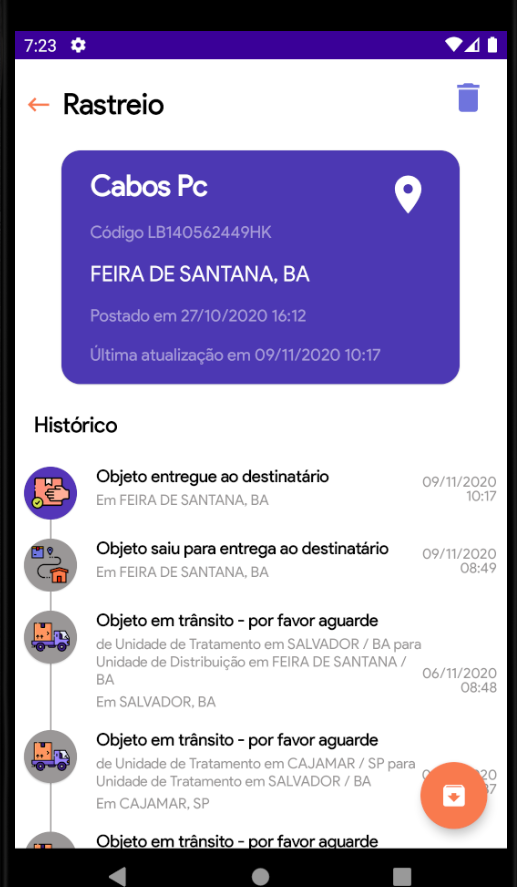 7:23
Rastreio
Cabos Pc
Código LB140562449HK
FEIRA DE SANTANA, BA
Postado em 27/10/2020 16:12
Última atualização em 09/11/2020 10:17
Histórico
Objeto entregue ao destinatário
Em FEIRA DE SANTANA, BA
09/11/2020
10:17
Objeto saiu para entrega ao destinatário
Em FEIRA DE SANTANA, BA
09/11/2020
08:49
Objeto em trânsito - por favor aguarde
de Unidade de Tratamento em SALVADOR / BA para
Unidade de Distribuição em FEIRA DE SANTANA /
BA
Em SALVADOR, BA
06/11/2020
08:48
Objeto em trânsito - por favor aguarde
de Unidade de Tratamento em CAJAMAR / SP para
Unidade de Tratamento em SALVADOR / BA
Em CAJAMAR, SP
Objeto em trânsito - por favor aguarde